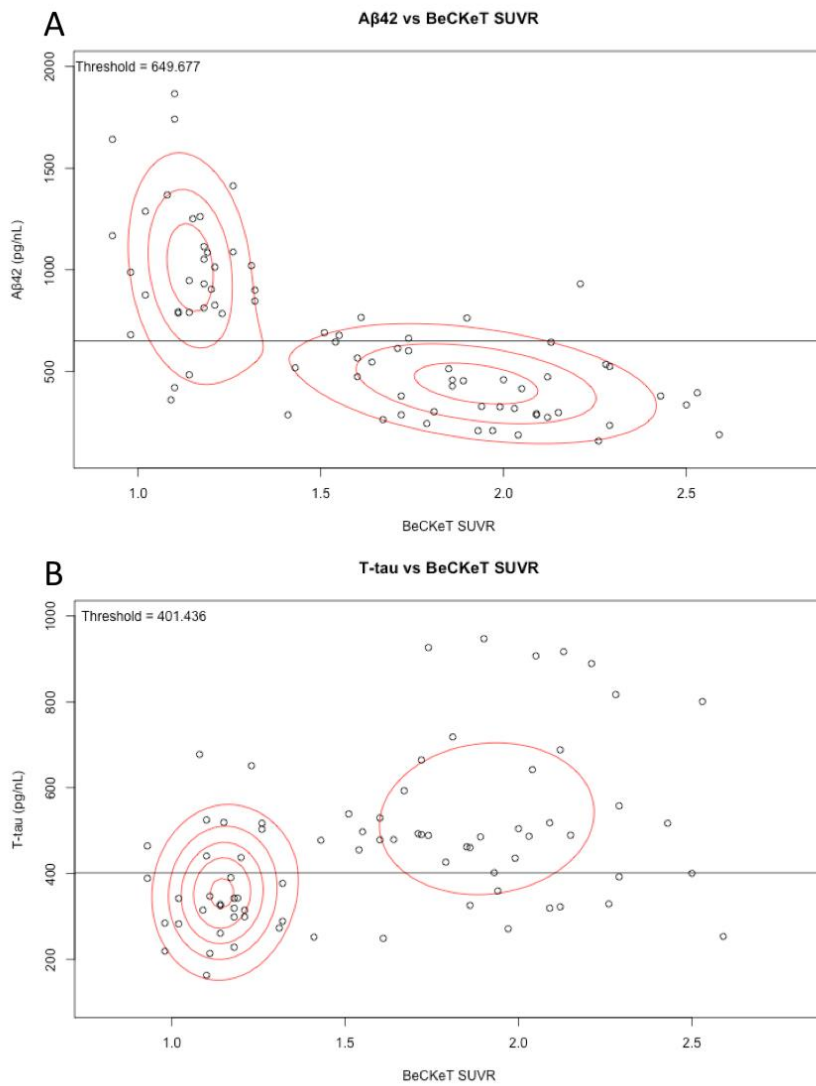 A
Aβ42 vs BeCKeT SUVR
Threshold = 649.677
2000
1500
1000
500
Aβ42 (pg/nL)
1.0 1.5 2.0 2.5
BeCKeT SUVR
B
T-tau vs BeCKeT SUVR
Threshold = 401.436
1000
800
600
400
200
T-tau (pg/nL)
1.0 1.5 2.0 2.5
BeCKeT SUVR